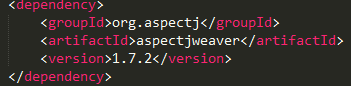 <dependency>
    <groupId>org.aspectj</groupId>
    <artifactId>aspectjweaver</artifactId>
    <version>1.7.2</version>
</dependency>